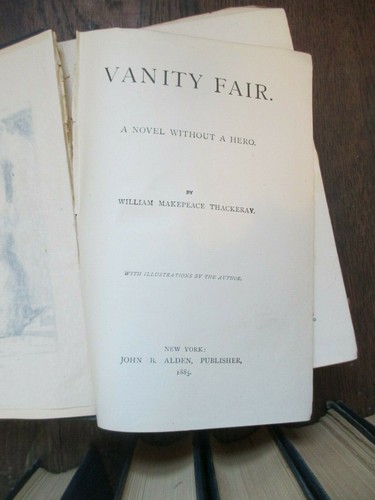 VANITY FAIR.
A NOVEL WITHOUT A HERO.
BY
WILLIAM MAKEPEACE THACKERAY.
WITH ILLUSTRATIONS BY THE AUTHOR.
NEW YORK:
JOHN B. ALDEN, PUBLISHER,
1885.